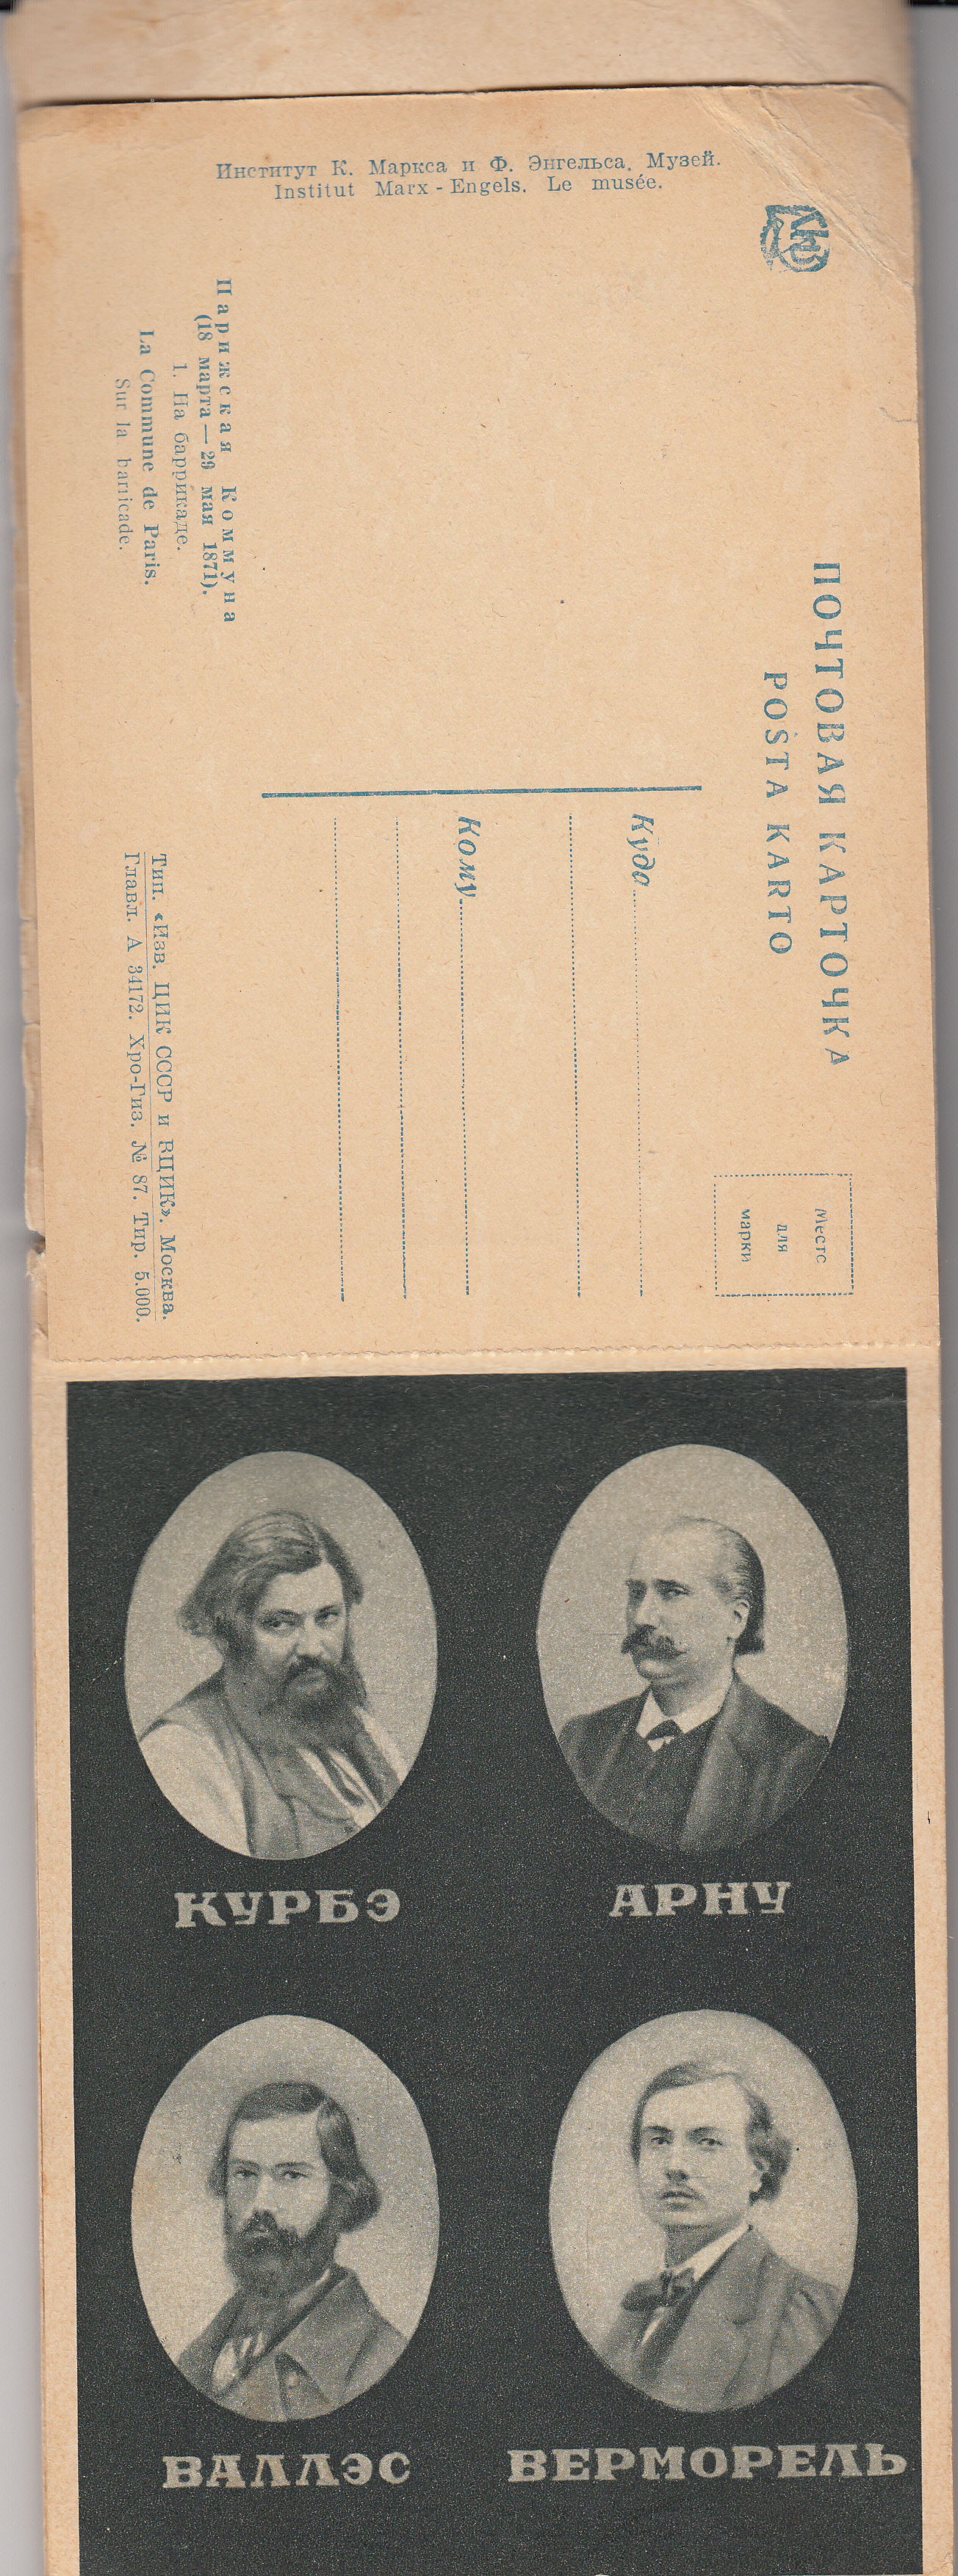 Институт К. Маркса и Ф. Энгельса. Музей.
Institut Marx - Engels. Le musée.
ПОЧТОВАЯ КАРТОЧКА
POSTA KARTO
Место
для
марки
Куда
Кому
Парижская Коммуна
(18 марта — 29 мая 1871).
1. На баррикаде.
La Commune de Paris.
Sur la barricade.
Тип. «Изв. ЦИК СССР и ВЦИК». Москва.
Главл. А 34172. Хро-Гиз. № 87. Тир. 5.000.
КУРБЭ
АРНУ
ВАЛЛЭС
ВЕРМОРЕЛЬ